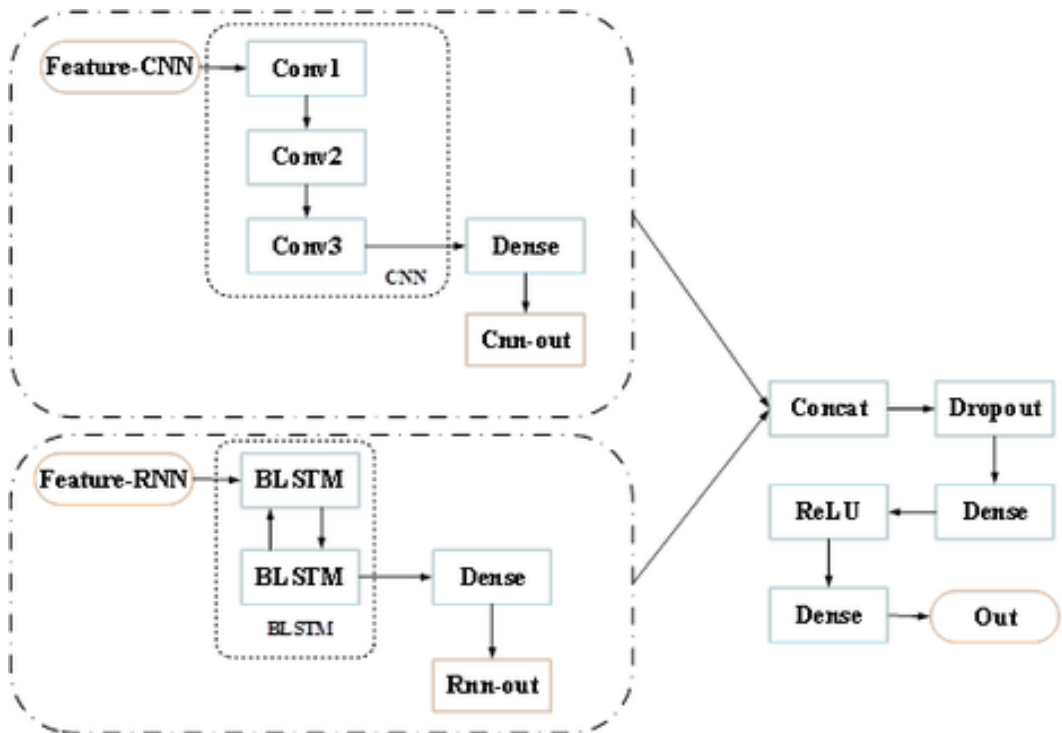 Feature-CNN
Conv1
Conv2
Conv3
CNN
Dense
Cnn-out
Feature-RNN
BLSTM
BLSTM
BLSTM
Dense
Rnn-out
Concat
Dropout
ReLU
Dense
Dense
Out